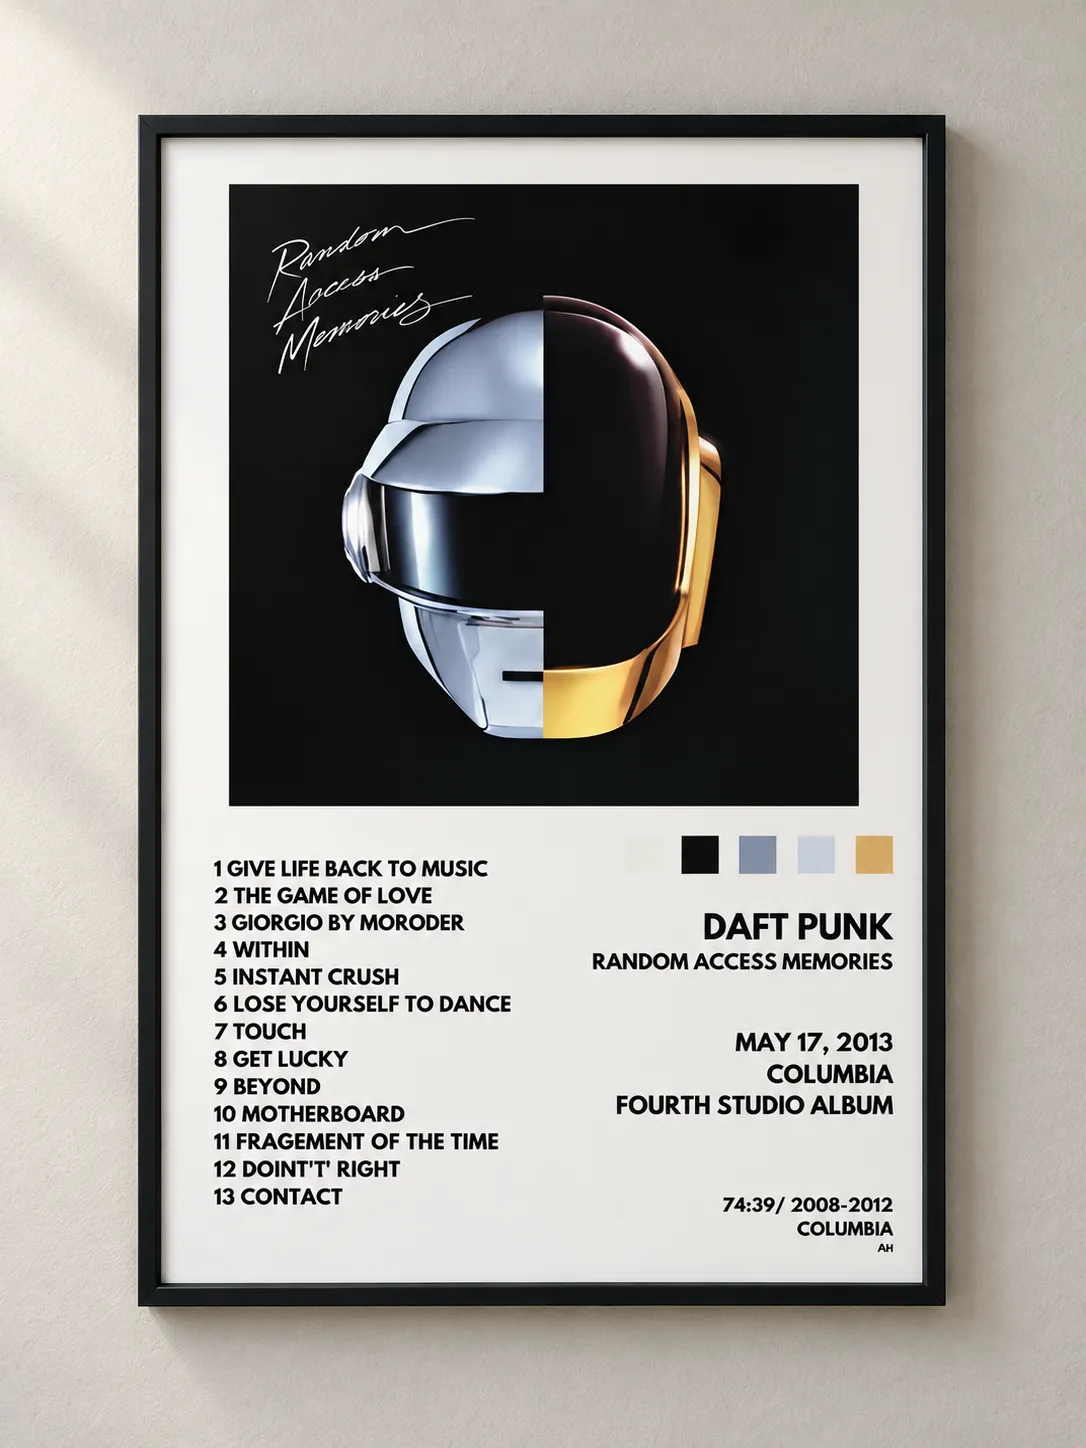 Random
Access
Memories
1 GIVE LIFE BACK TO MUSIC
2 THE GAME OF LOVE
3 GIORGIO BY MORODER
4 WITHIN
5 INSTANT CRUSH
6 LOSE YOURSELF TO DANCE
7 TOUCH
8 GET LUCKY
9 BEYOND
10 MOTHERBOARD
11 FRAGEMENT OF THE TIME
12 DOINT'T' RIGHT
13 CONTACT
DAFT PUNK
RANDOM ACCESS MEMORIES
MAY 17, 2013
COLUMBIA
FOURTH STUDIO ALBUM
74:39/ 2008-2012
COLUMBIA
AH